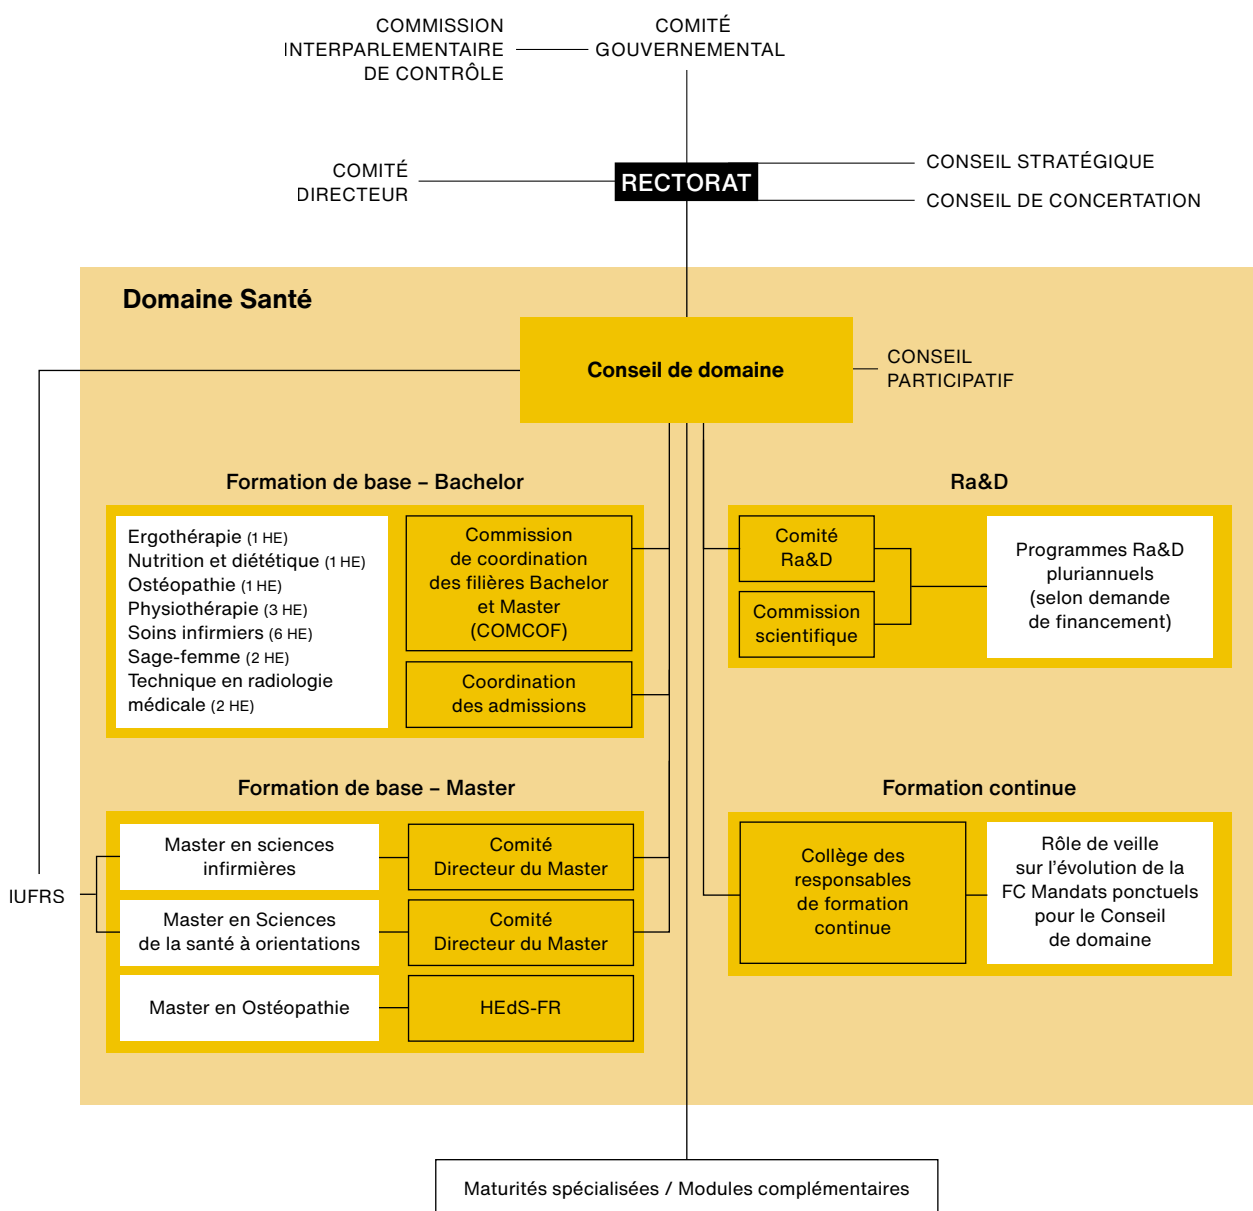 COMMISSION
INTERPARLEMENTAIRE
DE CONTRÔLE
COMITÉ
GOUVERNEMENTAL
COMITÉ
DIRECTEUR
RECTORAT
CONSEIL STRATÉGIQUE
CONSEIL DE CONCERTATION
Domaine Santé
Conseil de domaine
CONSEIL
PARTICIPATIF
Formation de base – Bachelor
Ergothérapie (1 HE)
Nutrition et diététique (1 HE)
Ostéopathie (1 HE)
Physiothérapie (3 HE)
Soins infirmiers (6 HE)
Sage-femme (2 HE)
Technique en radiologie
médicale (2 HE)
Commission
de coordination
des filières Bachelor
et Master
(COMCOF)
Coordination
des admissions
Ra&D
Comité
Ra&D
Commission
scientifique
Programmes Ra&D
pluriannuels
(selon demande
de financement)
Formation de base – Master
Master en sciences
infirmières
Comité
Directeur du Master
IUFRS
Master en Sciences
de la santé à orientations
Comité
Directeur du Master
Master en Ostéopathie
HEdS-FR
Formation continue
Collège des
responsables
de formation
continue
Rôle de veille
sur l’évolution de la
FC Mandats ponctuels
pour le Conseil
de domaine
Maturités spécialisées / Modules complémentaires